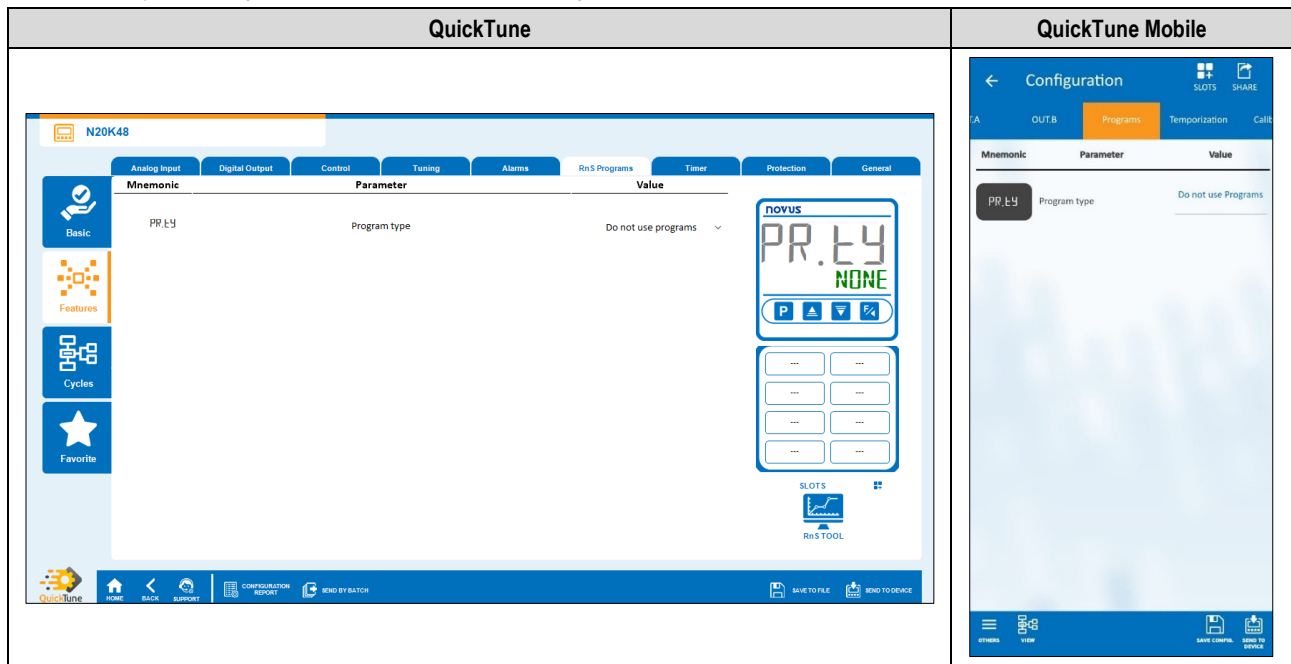 QuickTune
QuickTune Mobile
N20K48
Analog Input Digital Output Control Tuning Alarms RnS Programs Timer Protection General
Mnemonic Parameter Value
PR.tY Program type Do not use programs
Basic
Features
Cycles
Favorite
novus
PR.tY
NONE
P F/
--- ---
--- ---
--- ---
--- ---
SLOTS
RnS TOOL
QuickTune HOME BACK SUPPORT CONFIGURATION REPORT SEND BY BATCH SAVE TO FILE SEND TO DEVICE
Configuration SLOTS SHARE
T.A OUT.B Programs Temporization Calib
Mnemonic Parameter Value
PR.tY Program type Do not use Programs
OTHERS VIEW SAVE CONFIG. SEND TO DEVICE